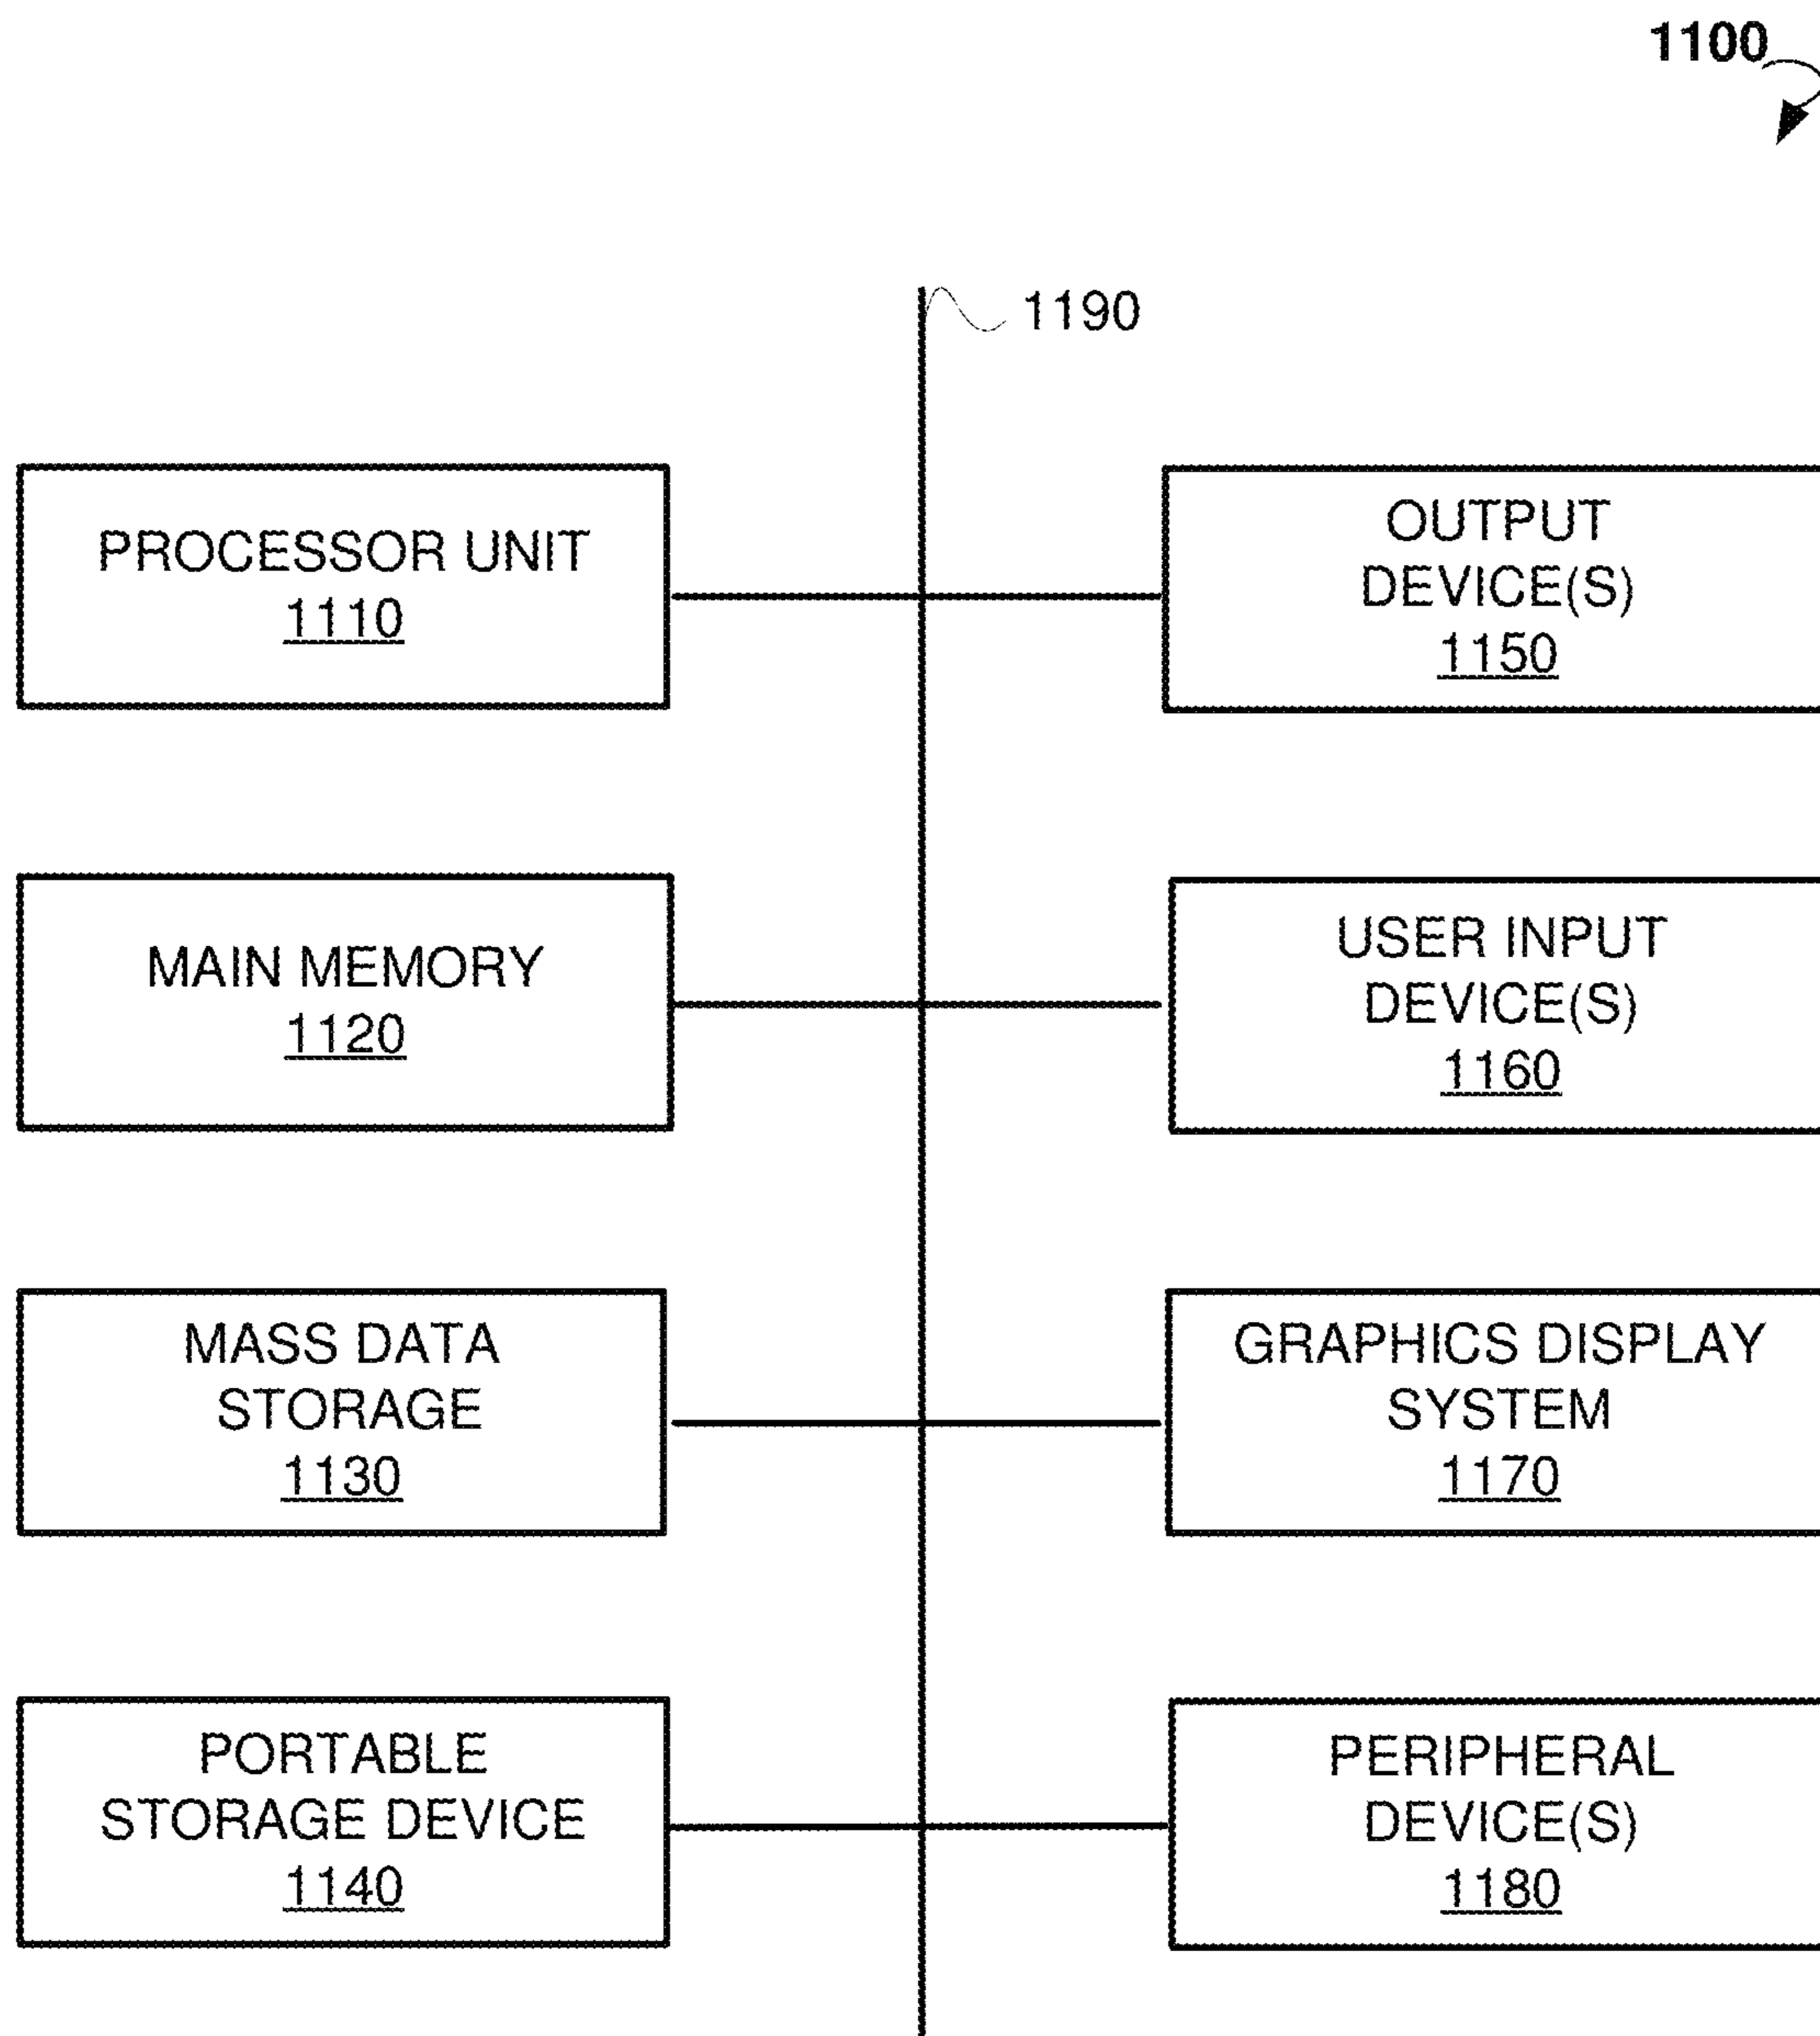 1100
1190
PROCESSOR UNIT
1110
OUTPUT
DEVICE(S)
1150
MAIN MEMORY
1120
USER INPUT
DEVICE(S)
1160
MASS DATA
STORAGE
1130
GRAPHICS DISPLAY
SYSTEM
1170
PORTABLE
STORAGE DEVICE
1140
PERIPHERAL
DEVICE(S)
1180